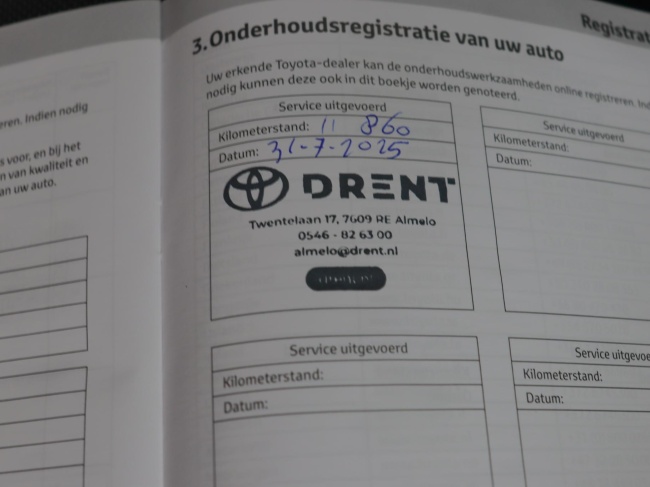 eren. Indien nodig
s voor, en bij het
n van kwaliteit en
an uw auto.
Registrat
3. Onderhoudsregistratie van uw auto
Uw erkende Toyota-dealer kan de onderhoudswerkzaamheden online registreren. Ind
nodig kunnen deze ook in dit boekje worden genoteerd.
Service uitgevoerd
Kilometerstand: 11 860
Datum: 31-7-2025
DRENT
Twentelaan 17, 7609 RE Almelo
0546 - 82 63 00
almelo@drent.nl
Service uitgevoerd
Kilometerstand:
Datum:
Service uitgevoerd
Kilometerstand:
Datum:
Service uitgevoe
Kilometerstand:
Datum: